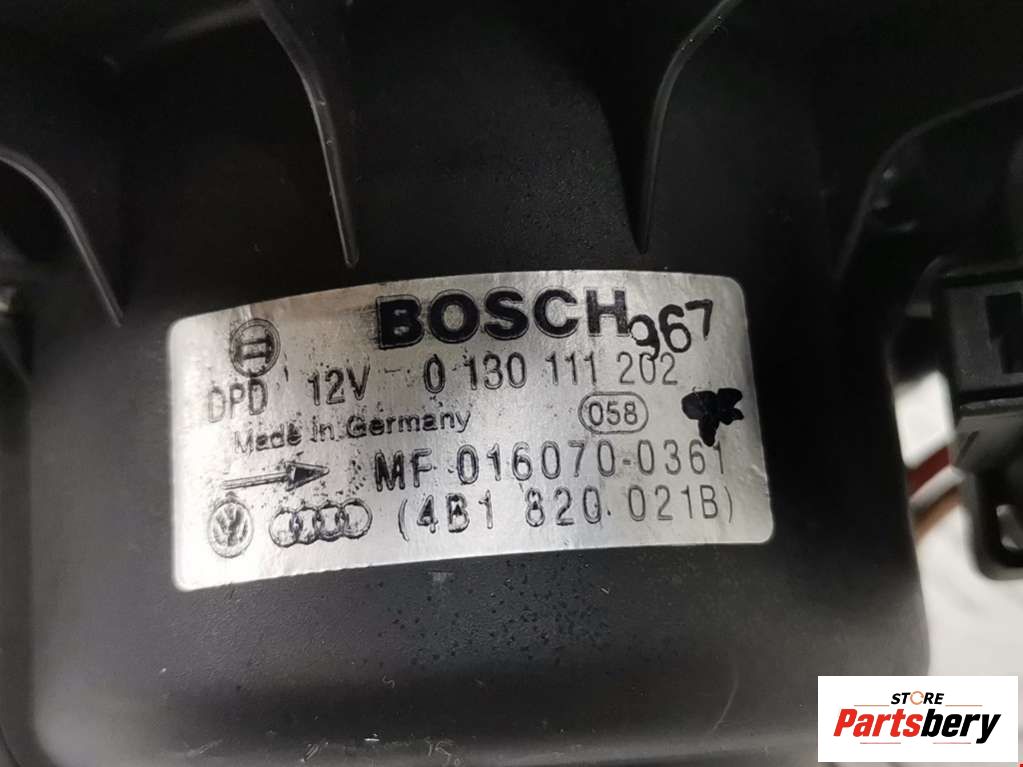 BOSCH
967
DPD 12V 0 130 111 202
Made in Germany 058
MF 016070-0361
(4B1 820 021B)
STORE
Partsbery